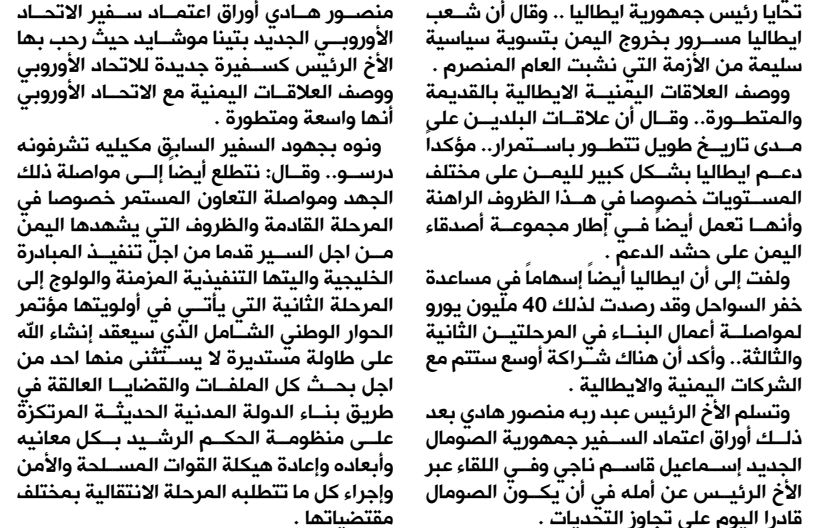 تحايا رئيس جمهورية ايطاليا .. وقال أن شعب
ايطاليا مسرور بخروج اليمن بتسوية سياسية
سليمة من الأزمة التي نشبت العام المنصرم .
ووصف العلاقات اليمنية الايطالية بالقديمة
والمتطورة.. وقال أن علاقات البلدين على
مدى تاريخ طويل تتطور باستمرار.. مؤكداً
دعم ايطاليا بشكل كبير لليمن على مختلف
المستويات خصوصا في هذا الظروف الراهنة
وأنها تعمل أيضاً في إطار مجموعة أصدقاء
اليمن على حشد الدعم .
ولفت إلى أن ايطاليا أيضاً إسهاماً في مساعدة
خفر السواحل وقد رصدت لذلك 40 مليون يورو
لمواصلة أعمال البناء في المرحلتين الثانية
والثالثة.. وأكد أن هناك شراكة أوسع ستتم مع
الشركات اليمنية والايطالية .
وتسلم الأخ الرئيس عبد ربه منصور هادي بعد
ذلك أوراق اعتماد السفير جمهورية الصومال
الجديد إسماعيل قاسم ناجي وفي اللقاء عبر
الأخ الرئيس عن أمله في أن يكون الصومال
قادرا اليوم على تجاوز التحديات .
منصور هادي أوراق اعتماد سفير الاتحاد
الأوروبي الجديد بتينا موشايد حيث رحب بها
الأخ الرئيس كسفيرة جديدة للاتحاد الأوروبي
ووصف العلاقات اليمنية مع الاتحاد الأوروبي
أنها واسعة ومتطورة .
ونوه بجهود السفير السابق مكيليه تشرفونه
درسو.. وقال: نتطلع أيضاً إلى مواصلة ذلك
الجهد ومواصلة التعاون المستمر خصوصا في
المرحلة القادمة والظروف التي يشهدها اليمن
من اجل السير قدما من اجل تنفيذ المبادرة
الخليجية واليتها التنفيذية المزمنة والولوج إلى
المرحلة الثانية التي يأتي في أولويتها مؤتمر
الحوار الوطني الشامل الذي سيعقد إنشاء الله
على طاولة مستديرة لا يستثنى منها احد من
اجل بحث كل الملفات والقضايا العالقة في
طريق بناء الدولة المدنية الحديثة المرتكزة
على منظومة الحكم الرشيد بكل معانيه
وأبعاده وإعادة هيكلة القوات المسلحة والأمن
وإجراء كل ما تتطلبه المرحلة الانتقالية بمختلف
مقتضياتها .